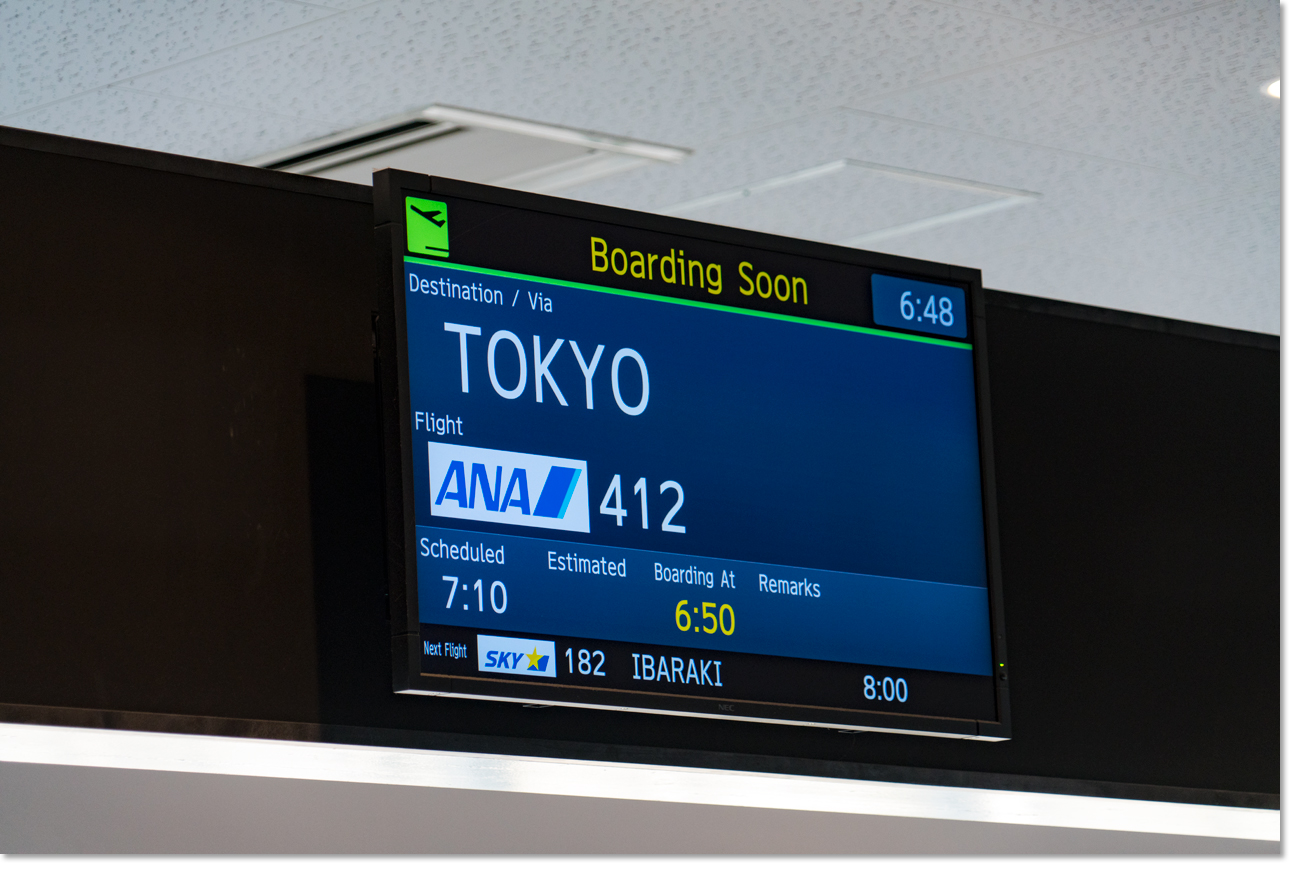 Boarding Soon
6:48
Destination / Via
TOKYO
Flight
ANA 412
Scheduled Estimated Boarding At Remarks
7:10 6:50
Next Flight SKY 182 IBARAKI 8:00
NEC